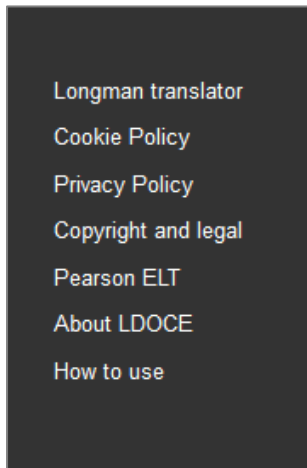 Longman translator
Cookie Policy
Privacy Policy
Copyright and legal
Pearson ELT
About LDOCE
How to use